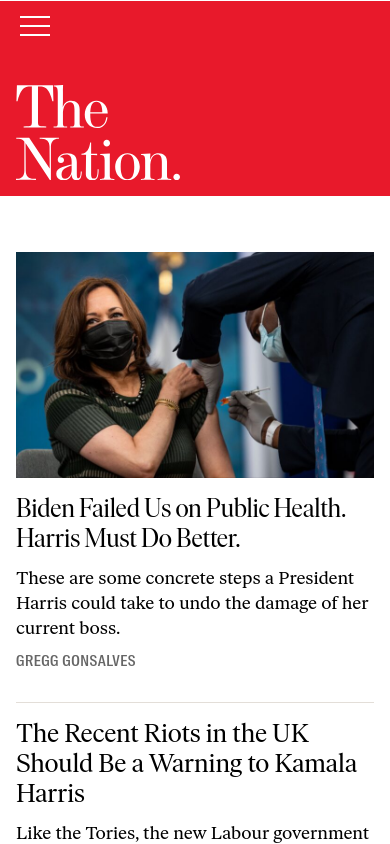 The
Nation.
Biden Failed Us on Public Health.
Harris Must Do Better.
These are some concrete steps a President
Harris could take to undo the damage of her
current boss.
GREGG GONSALVES
The Recent Riots in the UK
Should Be a Warning to Kamala
Harris
Like the Tories, the new Labour government